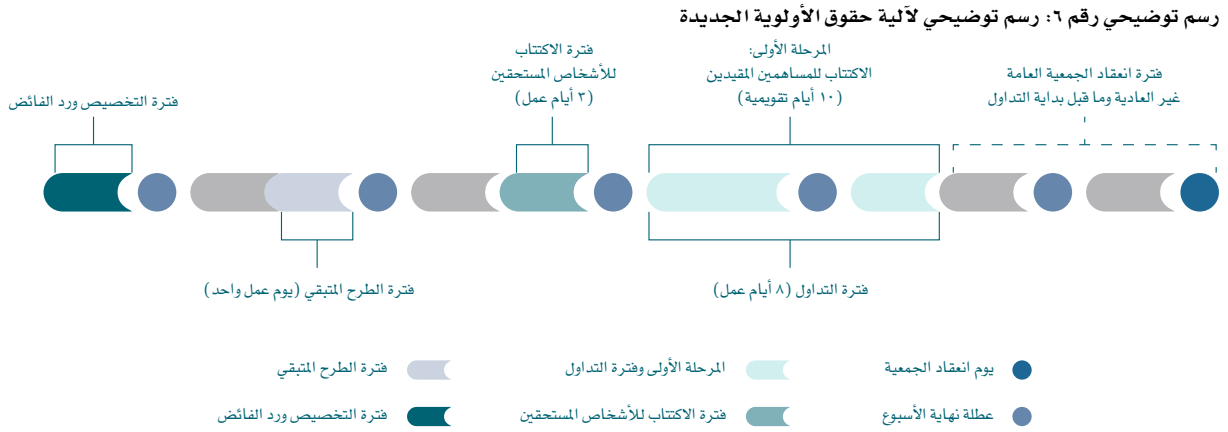 رسم توضيحي رقم ٦: رسم توضيحي لآلية حقوق الأولوية الجديدة
فترة انعقاد الجمعية العامة
غير العادية وما قبل بداية التداول
المرحلة الأولى:
الاكتتاب للمساهمين المقيدين
(١٠ أيام تقويمية)
فترة الاكتتاب
للأشخاص المستحقين
(٣ أيام عمل)
فترة التخصيص ورد الفائض
فترة التداول (٨ أيام عمل)
فترة الطرح المتبقي (يوم عمل واحد)
يوم انعقاد الجمعية
المرحلة الأولى وفترة التداول
فترة الطرح المتبقي
عطلة نهاية الأسبوع
فترة الاكتتاب للأشخاص المستحقين
فترة التخصيص ورد الفائض